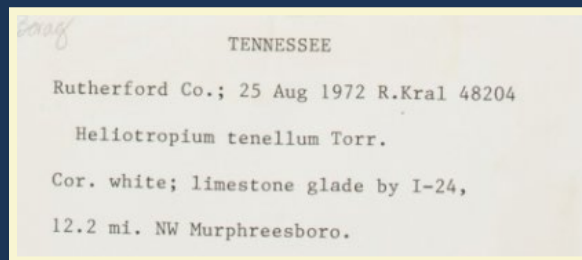 Borag
TENNESSEE
Rutherford Co.; 25 Aug 1972 R.Kral 48204
Heliotropium tenellum Torr.
Cor. white; limestone glade by I-24,
12.2 mi. NW Murphreesboro.